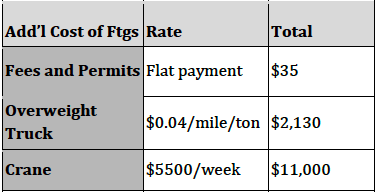 Add'l Cost of Ftgs Rate Total
Fees and Permits Flat payment $35
Overweight
Truck $0.04/mile/ton $2,130
Crane $5500/week $11,000